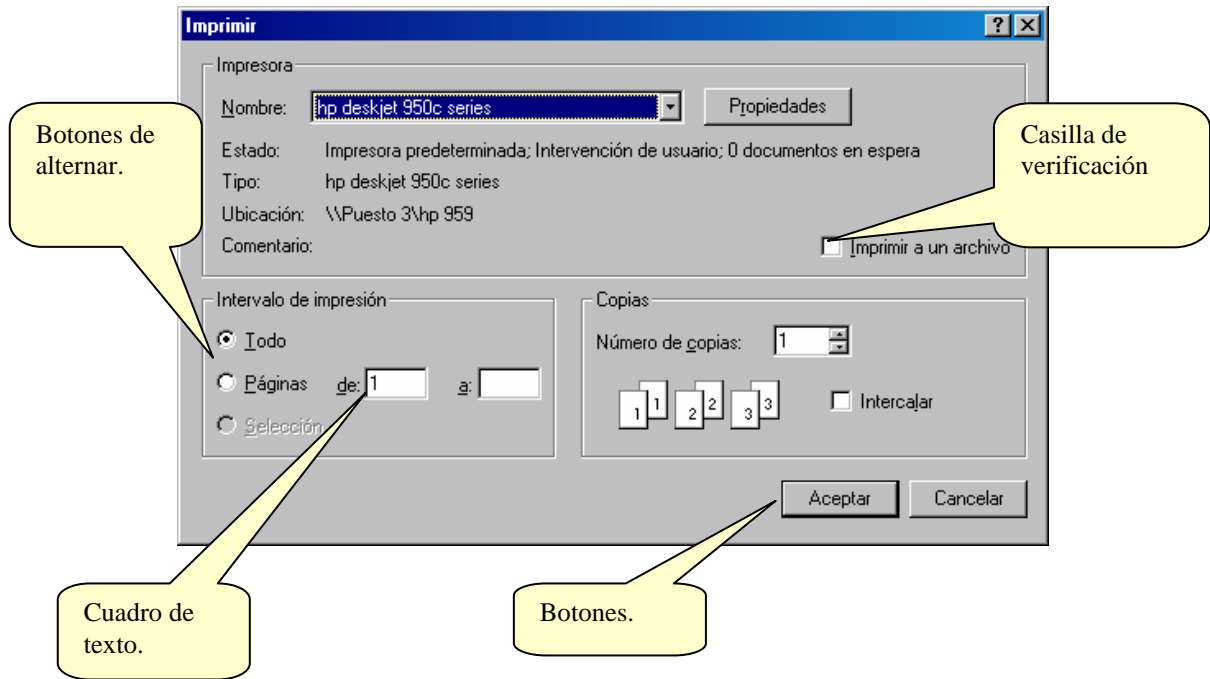 Imprimir
Impresora
Nombre: hp deskjet 950c series Propiedades
Estado: Impresora predeterminada; Intervención de usuario; 0 documentos en espera
Tipo: hp deskjet 950c series
Ubicación: \\Puesto 3\hp 959
Comentario: Imprimir a un archivo
Botones de
alternar.
Casilla de
verificación
Intervalo de impresión
Todo
Páginas de: 1 a:
Selección
Copias
Número de copias: 1
1 1 2 2 3 3 Intercalar
Aceptar Cancelar
Cuadro de
texto.
Botones.